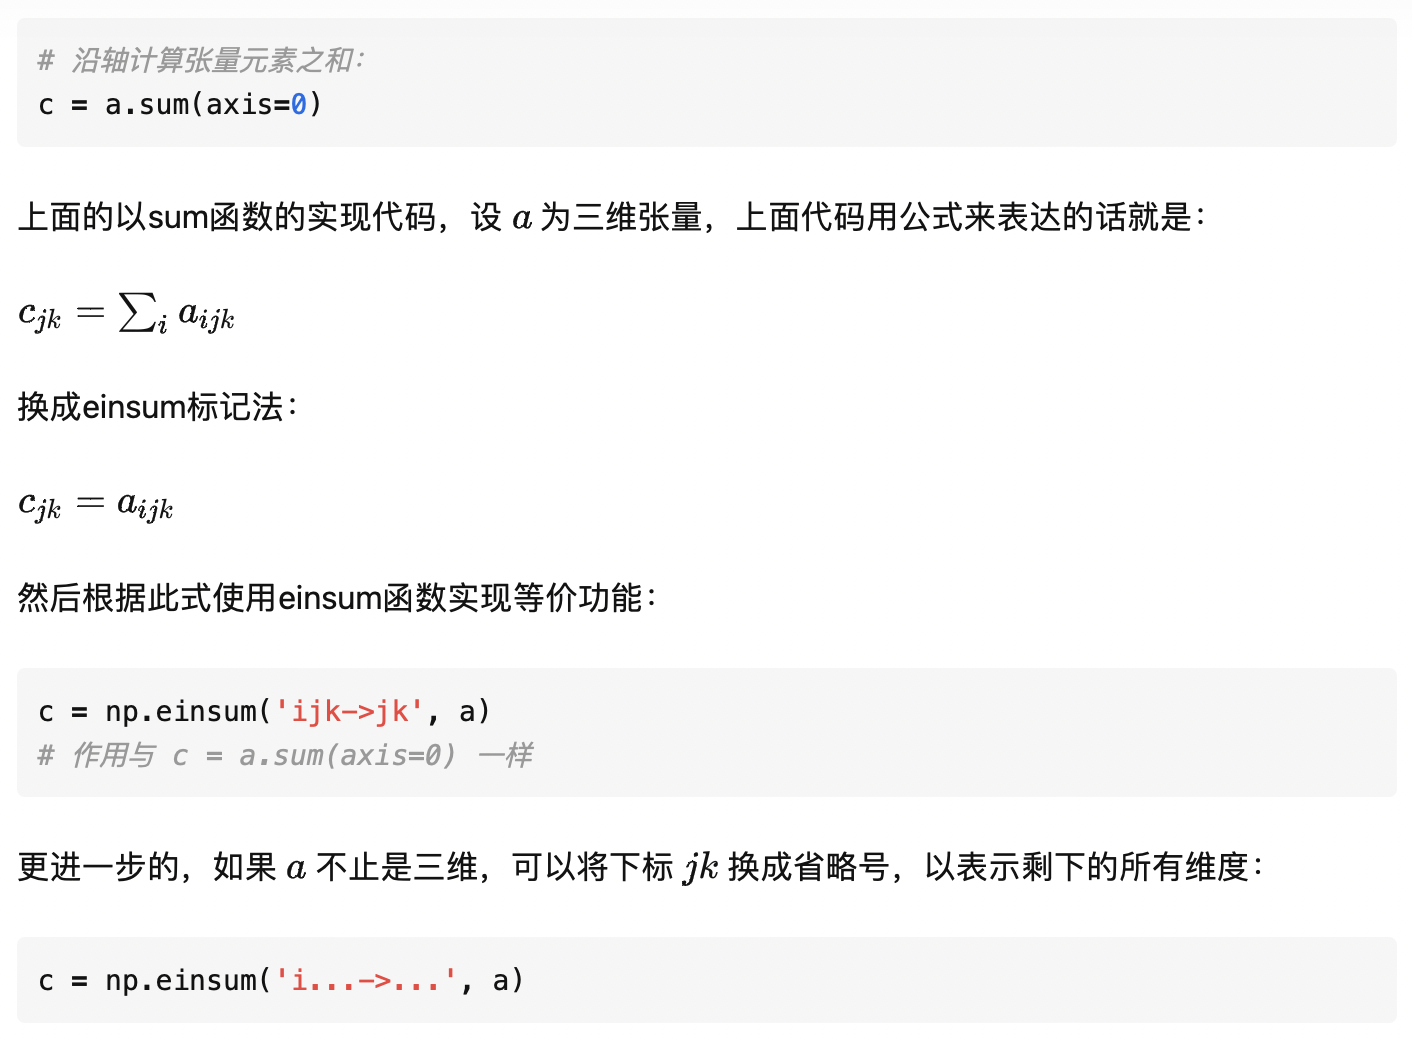 # 沿轴计算张量元素之和：
c = a.sum(axis=0)
上面的以sum函数的实现代码，设 a 为三维张量，上面代码用公式来表达的话就是：
c_{jk} = ∑_i a_{ijk}
换成einsum标记法：
c_{jk} = a_{ijk}
然后根据此式使用einsum函数实现等价功能：
c = np.einsum('ijk->jk', a)
# 作用与 c = a.sum(axis=0) 一样
更进一步的，如果 a 不止是三维，可以将下标 jk 换成省略号，以表示剩下的所有维度：
c = np.einsum('i...->...', a)